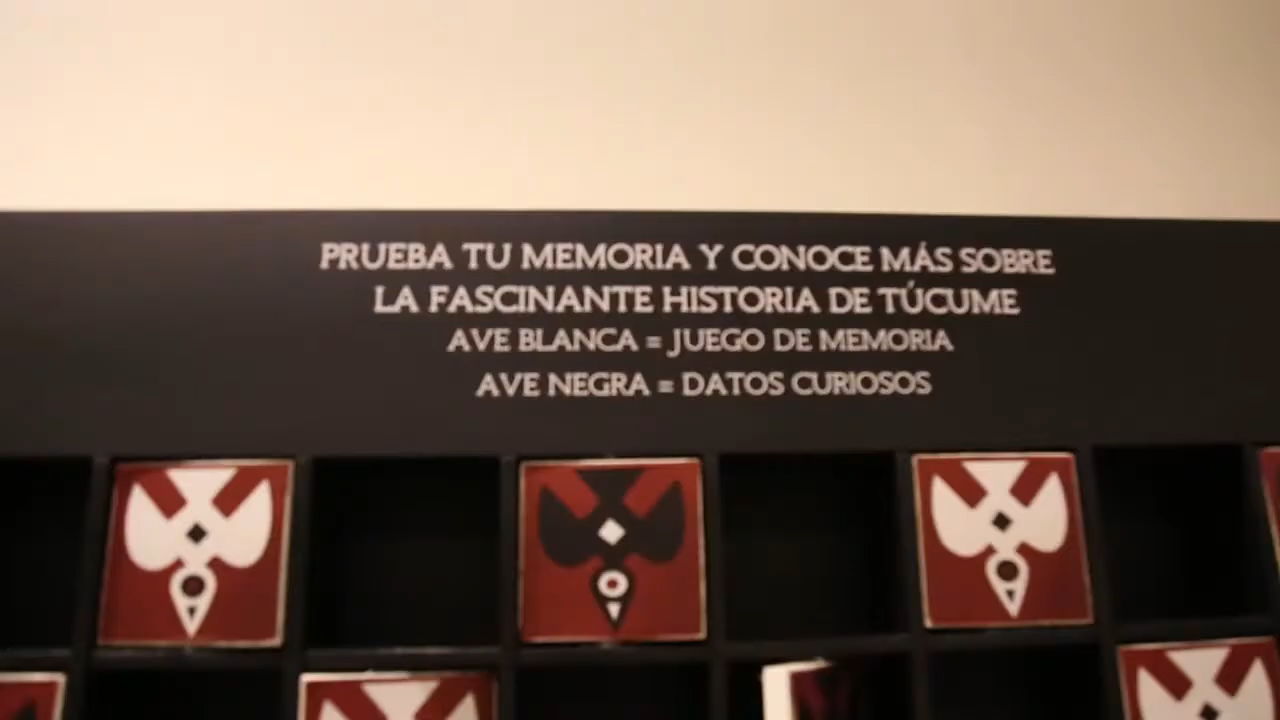 PRUEBA TU MEMORIA Y CONOCE MÁS SOBRE
LA FASCINANTE HISTORIA DE TÚCUME
AVE BLANCA = JUEGO DE MEMORIA
AVE NEGRA = DATOS CURIOSOS